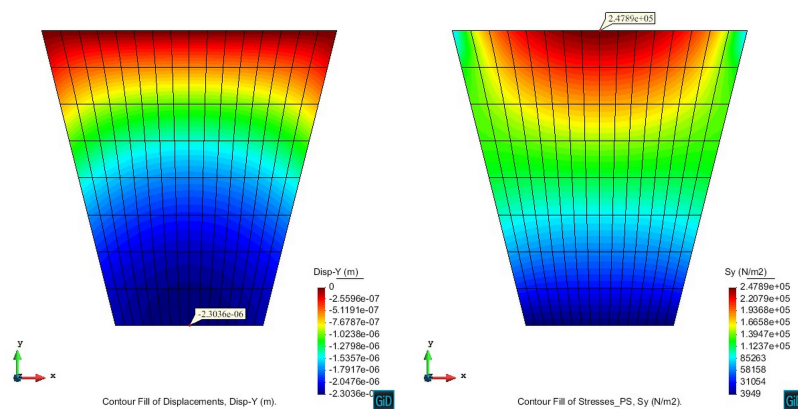 2.4789e+05
Disp-Y (m)
0
-2.5596e-07
-5.1191e-07
-7.6787e-07
-1.0238e-06
-1.2798e-06
-1.5357e-06
-1.7917e-06
-2.0476e-06
-2.3036e-0
-2.3036e-06
y
x
Contour Fill of Displacements, Disp-Y (m).
GiD
Sy (N/m2)
2.4789e+05
2.2079e+05
1.9368e+05
1.6658e+05
1.3947e+05
1.1237e+05
85263
58158
31054
3949
y
x
Contour Fill of Stresses_PS, Sy (N/m2).
GiD